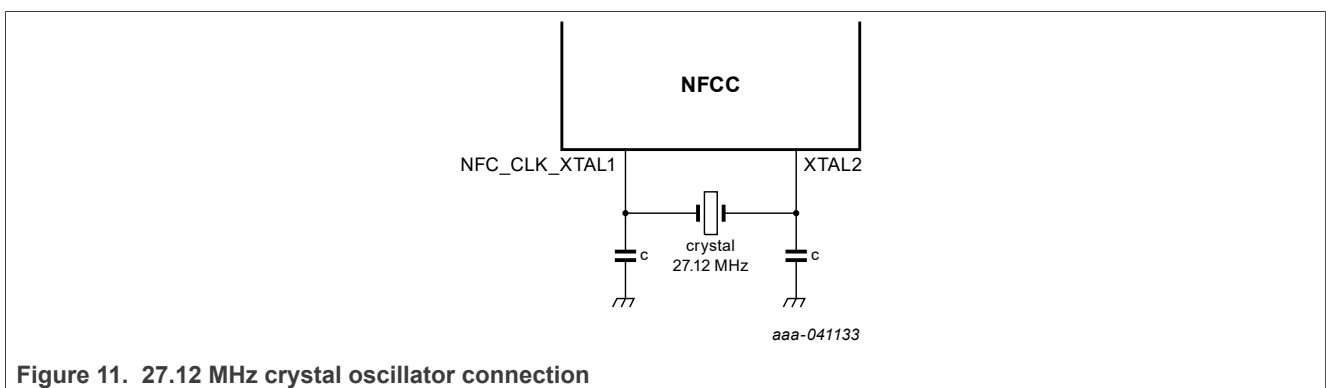 NFCC
NFC_CLK_XTAL1
XTAL2
c
crystal
27.12 MHz
c
aaa-041133
Figure 11. 27.12 MHz crystal oscillator connection